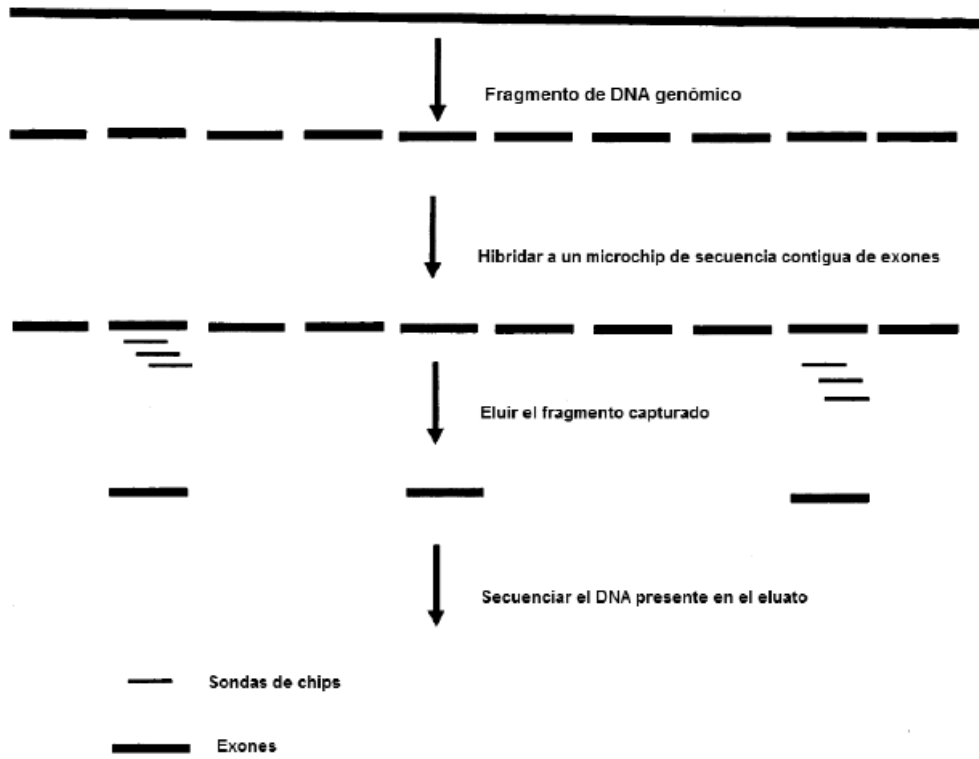 Fragmento de DNA genómico
Hibridar a un microchip de secuencia contigua de exones
Eluir el fragmento capturado
Secuenciar el DNA presente en el eluato
Sondas de chips
Exones